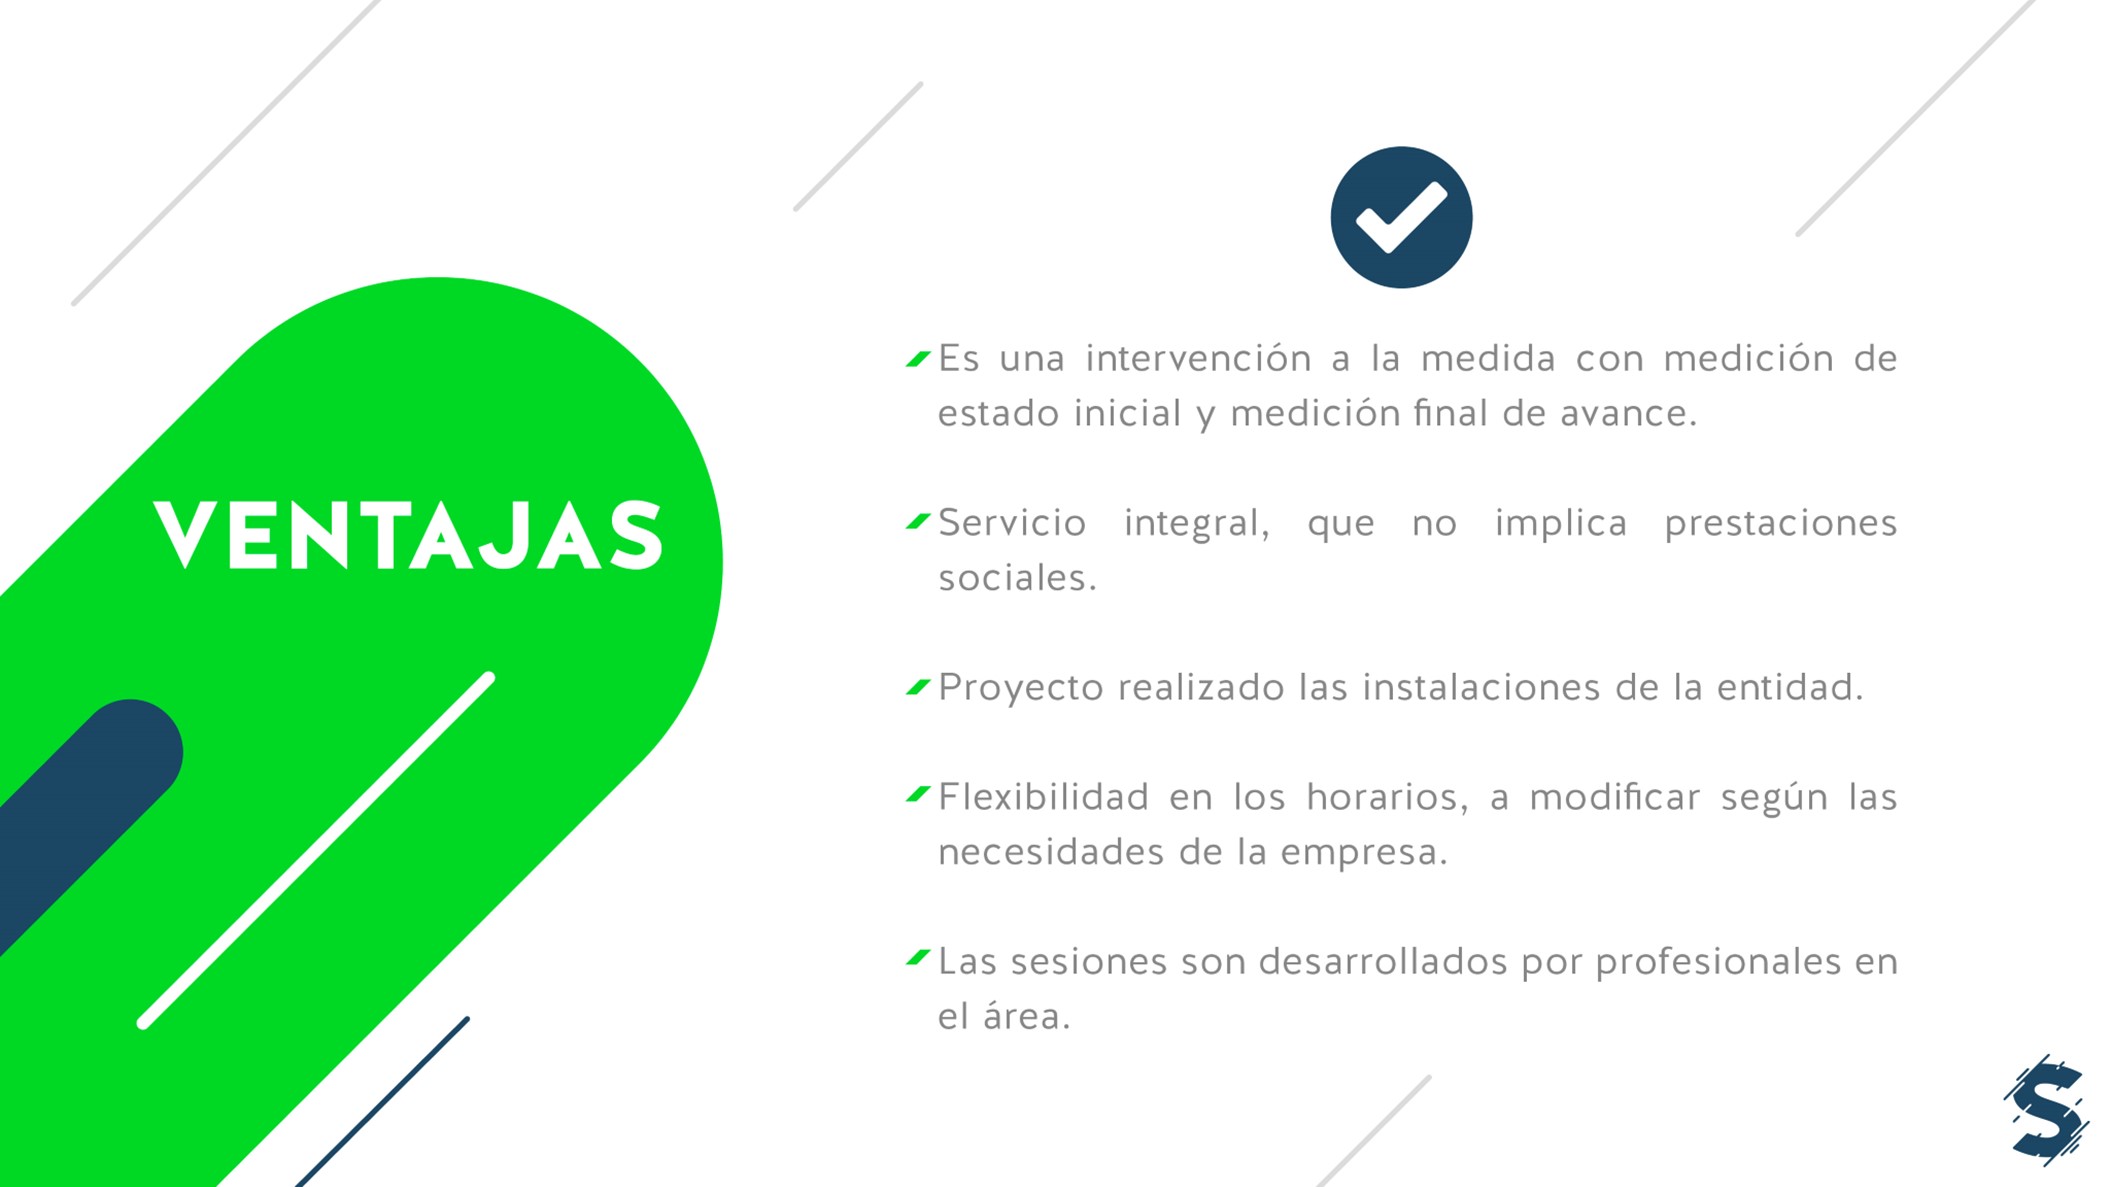 VENTAJAS
Es una intervención a la medida con medición de
estado inicial y medición final de avance.
Servicio integral, que no implica prestaciones
sociales.
Proyecto realizado las instalaciones de la entidad.
Flexibilidad en los horarios, a modificar según las
necesidades de la empresa.
Las sesiones son desarrollados por profesionales en
el área.
S